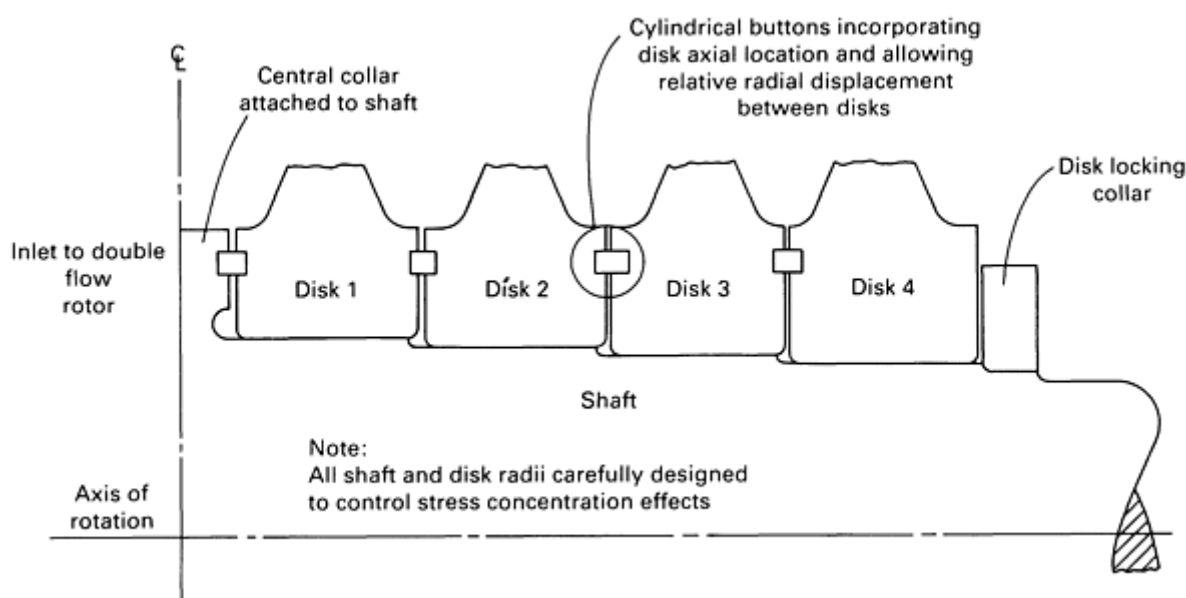 ℄
Central collar
attached to shaft
Cylindrical buttons incorporating
disk axial location and allowing
relative radial displacement
between disks
Disk locking
collar
Inlet to double
flow
rotor
Disk 1
Disk 2
Disk 3
Disk 4
Shaft
Note:
All shaft and disk radii carefully designed
to control stress concentration effects
Axis of
rotation